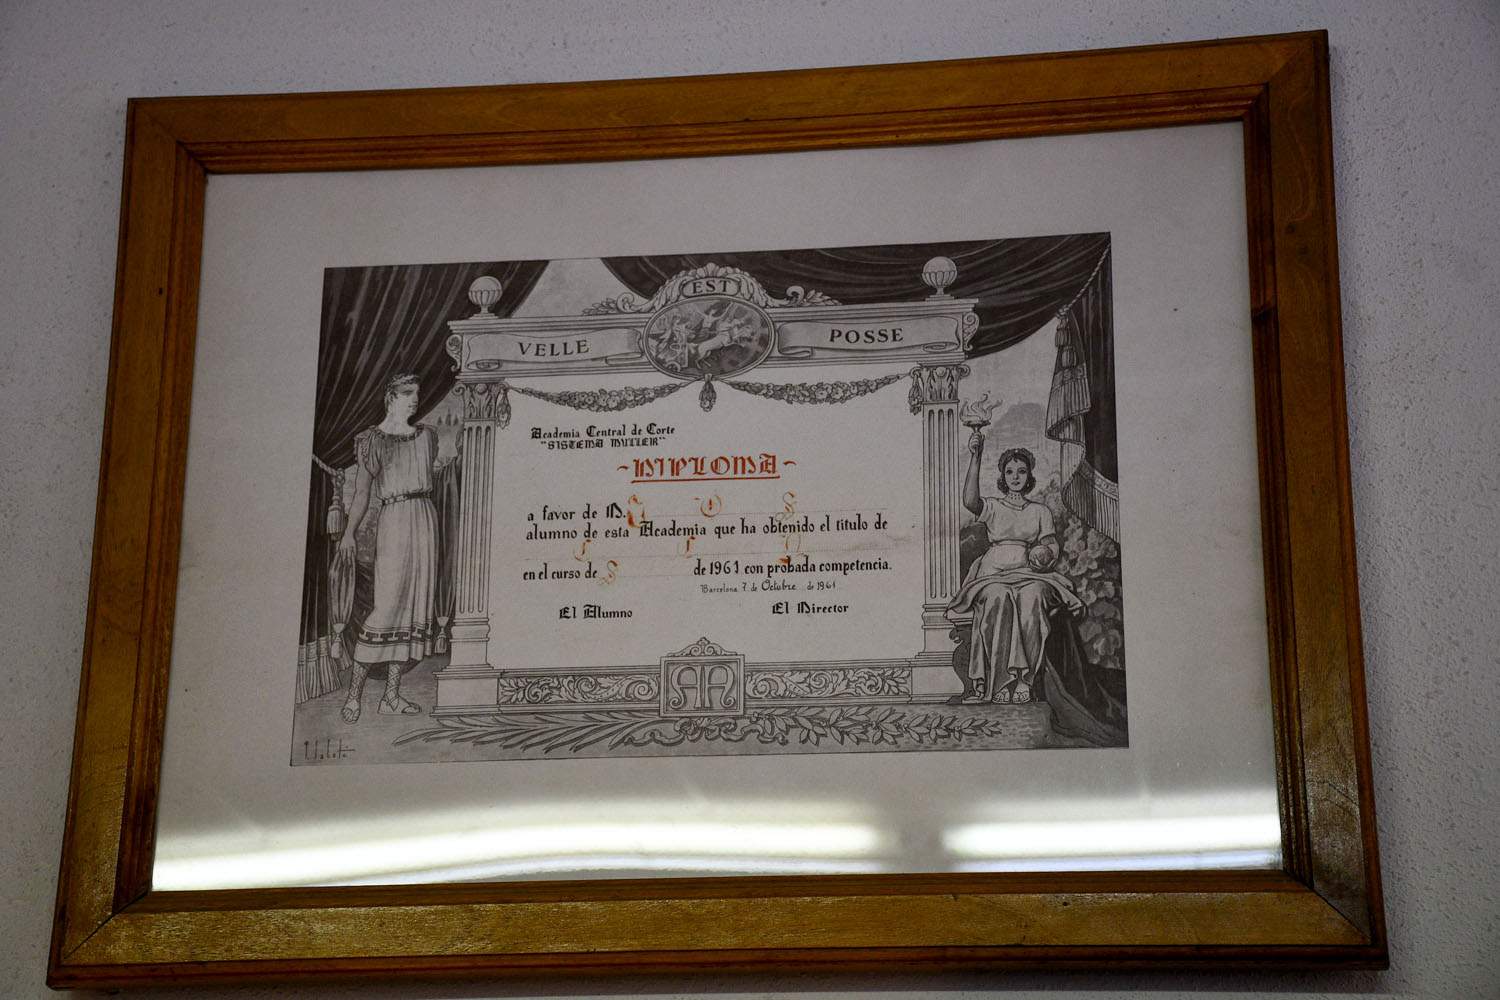 EST
VELLE POSSE
Academia Central de Corte
"SISTEMA MULLER"
-DIPLOMA-
a favor de D.
alumno de esta Academia que ha obtenido el título de
en el curso de S de 1961 con probada competencia.
Barcelona 7 de Octubre de 1961
El Alumno El Director
AA